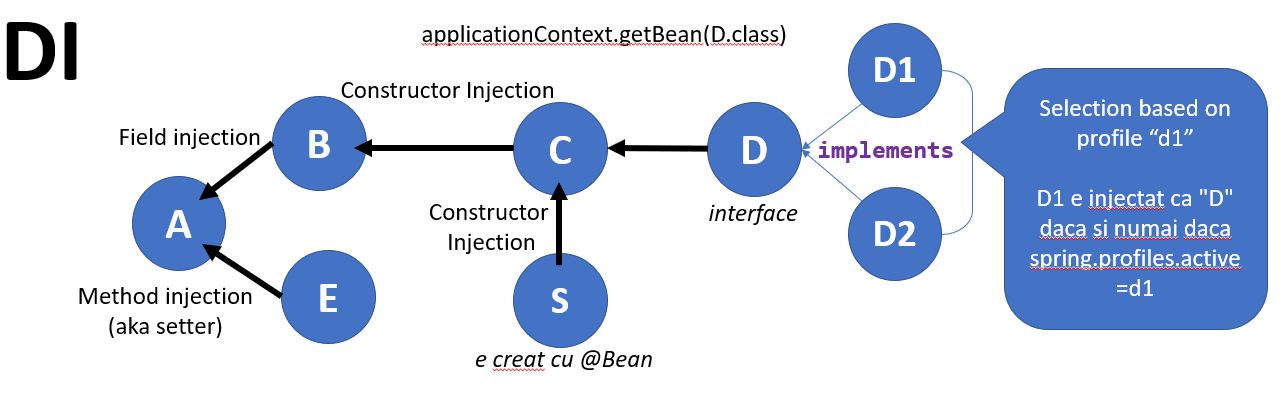 DI
applicationContext.getBean(D.class)
Constructor Injection
Field injection
B
C
D
D1
implements
D2
interface
A
Constructor
Injection
Method injection
(aka setter)
E
S
e creat cu @Bean
Selection based on
profile “d1”
D1 e injectat ca "D"
daca si numai daca
spring.profiles.active
=d1